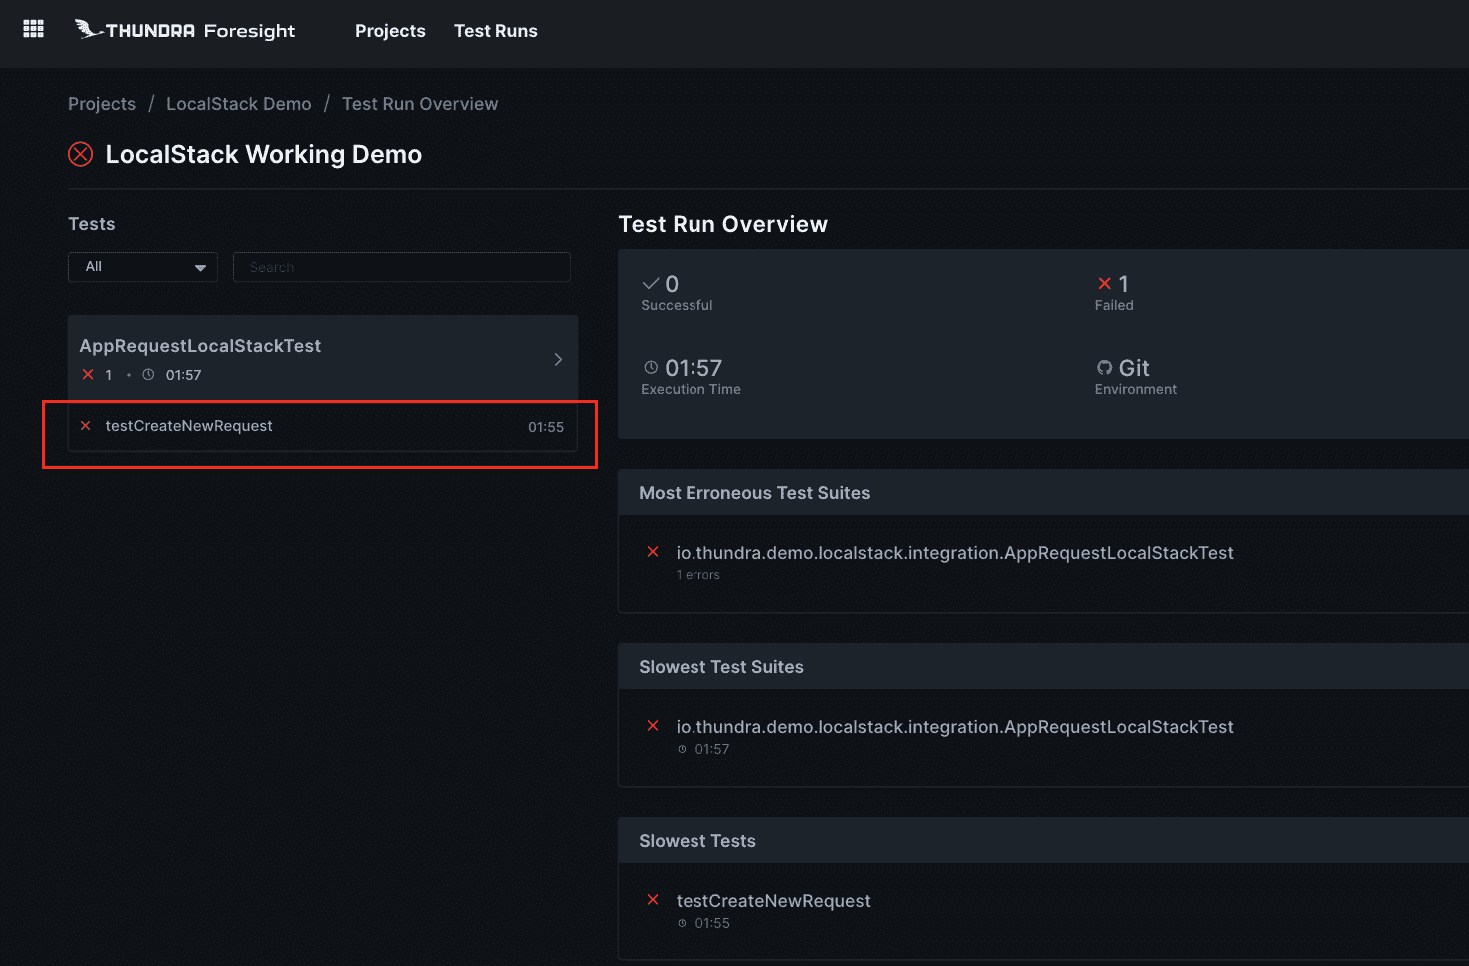 THUNDRA Foresight Projects Test Runs
Projects / LocalStack Demo / Test Run Overview
LocalStack Working Demo
Tests
All
Search
AppRequestLocalStackTest
1 • 01:57
testCreateNewRequest 01:55
Test Run Overview
0
Successful
1
Failed
01:57
Execution Time
Git
Environment
Most Erroneous Test Suites
io.thundra.demo.localstack.integration.AppRequestLocalStackTest
1 errors
Slowest Test Suites
io.thundra.demo.localstack.integration.AppRequestLocalStackTest
01:57
Slowest Tests
testCreateNewRequest
01:55